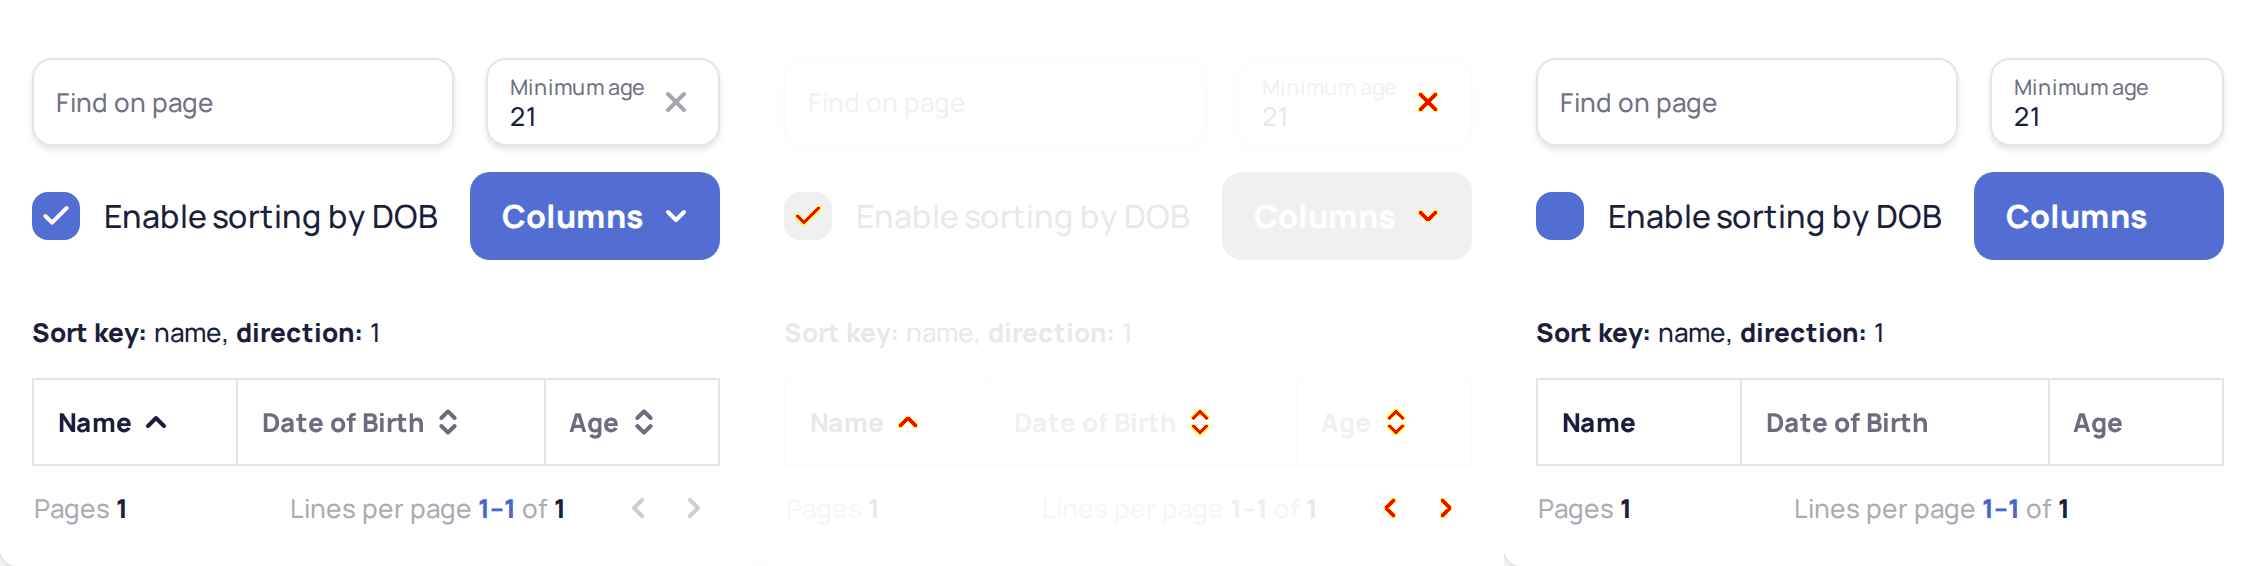 Find on page
Minimum age
21
Enable sorting by DOB
Columns
Sort key: name, direction: 1
Name
Date of Birth
Age
Pages 1
Lines per page 1–1 of 1
Find on page
Minimum age
21
Enable sorting by DOB
Columns
Sort key: name, direction: 1
Name
Date of Birth
Age
Pages 1
Lines per page 1–1 of 1
Find on page
Minimum age
21
Enable sorting by DOB
Columns
Sort key: name, direction: 1
Name
Date of Birth
Age
Pages 1
Lines per page 1–1 of 1